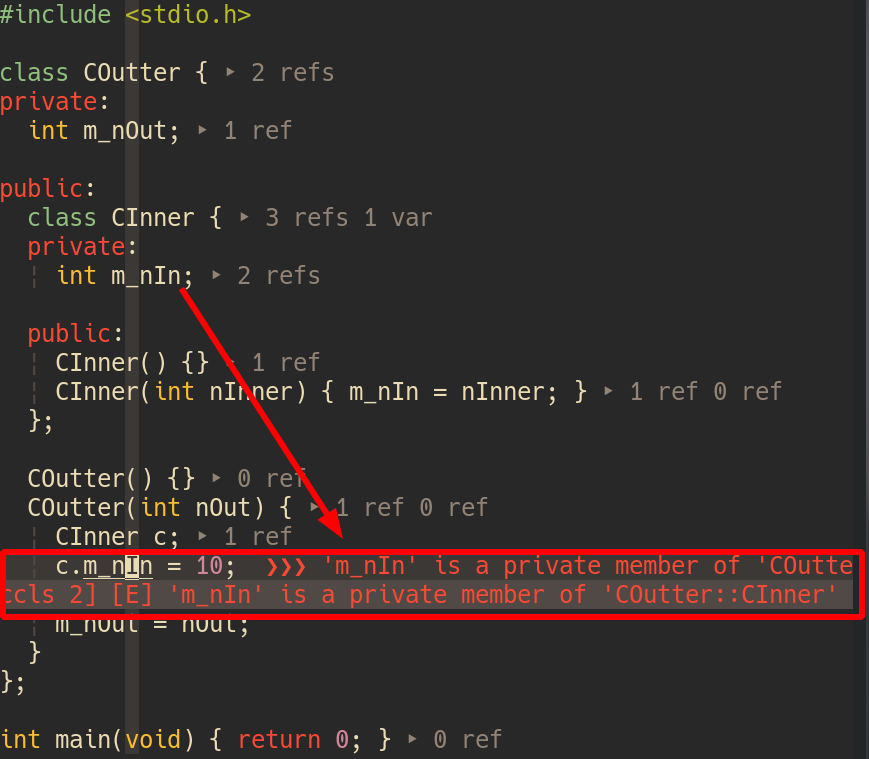 #include <stdio.h>
class COutter { ▸ 2 refs
private:
int m_nOut; ▸ 1 ref
public:
class CInner { ▸ 3 refs 1 var
private:
¦ int m_nIn; ▸ 2 refs
public:
¦ CInner() {} ▸ 1 ref
¦ CInner(int nInner) { m_nIn = nInner; } ▸ 1 ref 0 ref
};
COutter() {} ▸ 0 ref
COutter(int nOut) { ▸ 1 ref 0 ref
¦ CInner c; ▸ 1 ref
¦ c.m_nIn = 10; ❯❯❯ 'm_nIn' is a private member of 'COutte
ccls 2] [E] 'm_nIn' is a private member of 'COutter::CInner'
¦ m_nOut = nOut;
}
};
int main(void) { return 0; } ▸ 0 ref